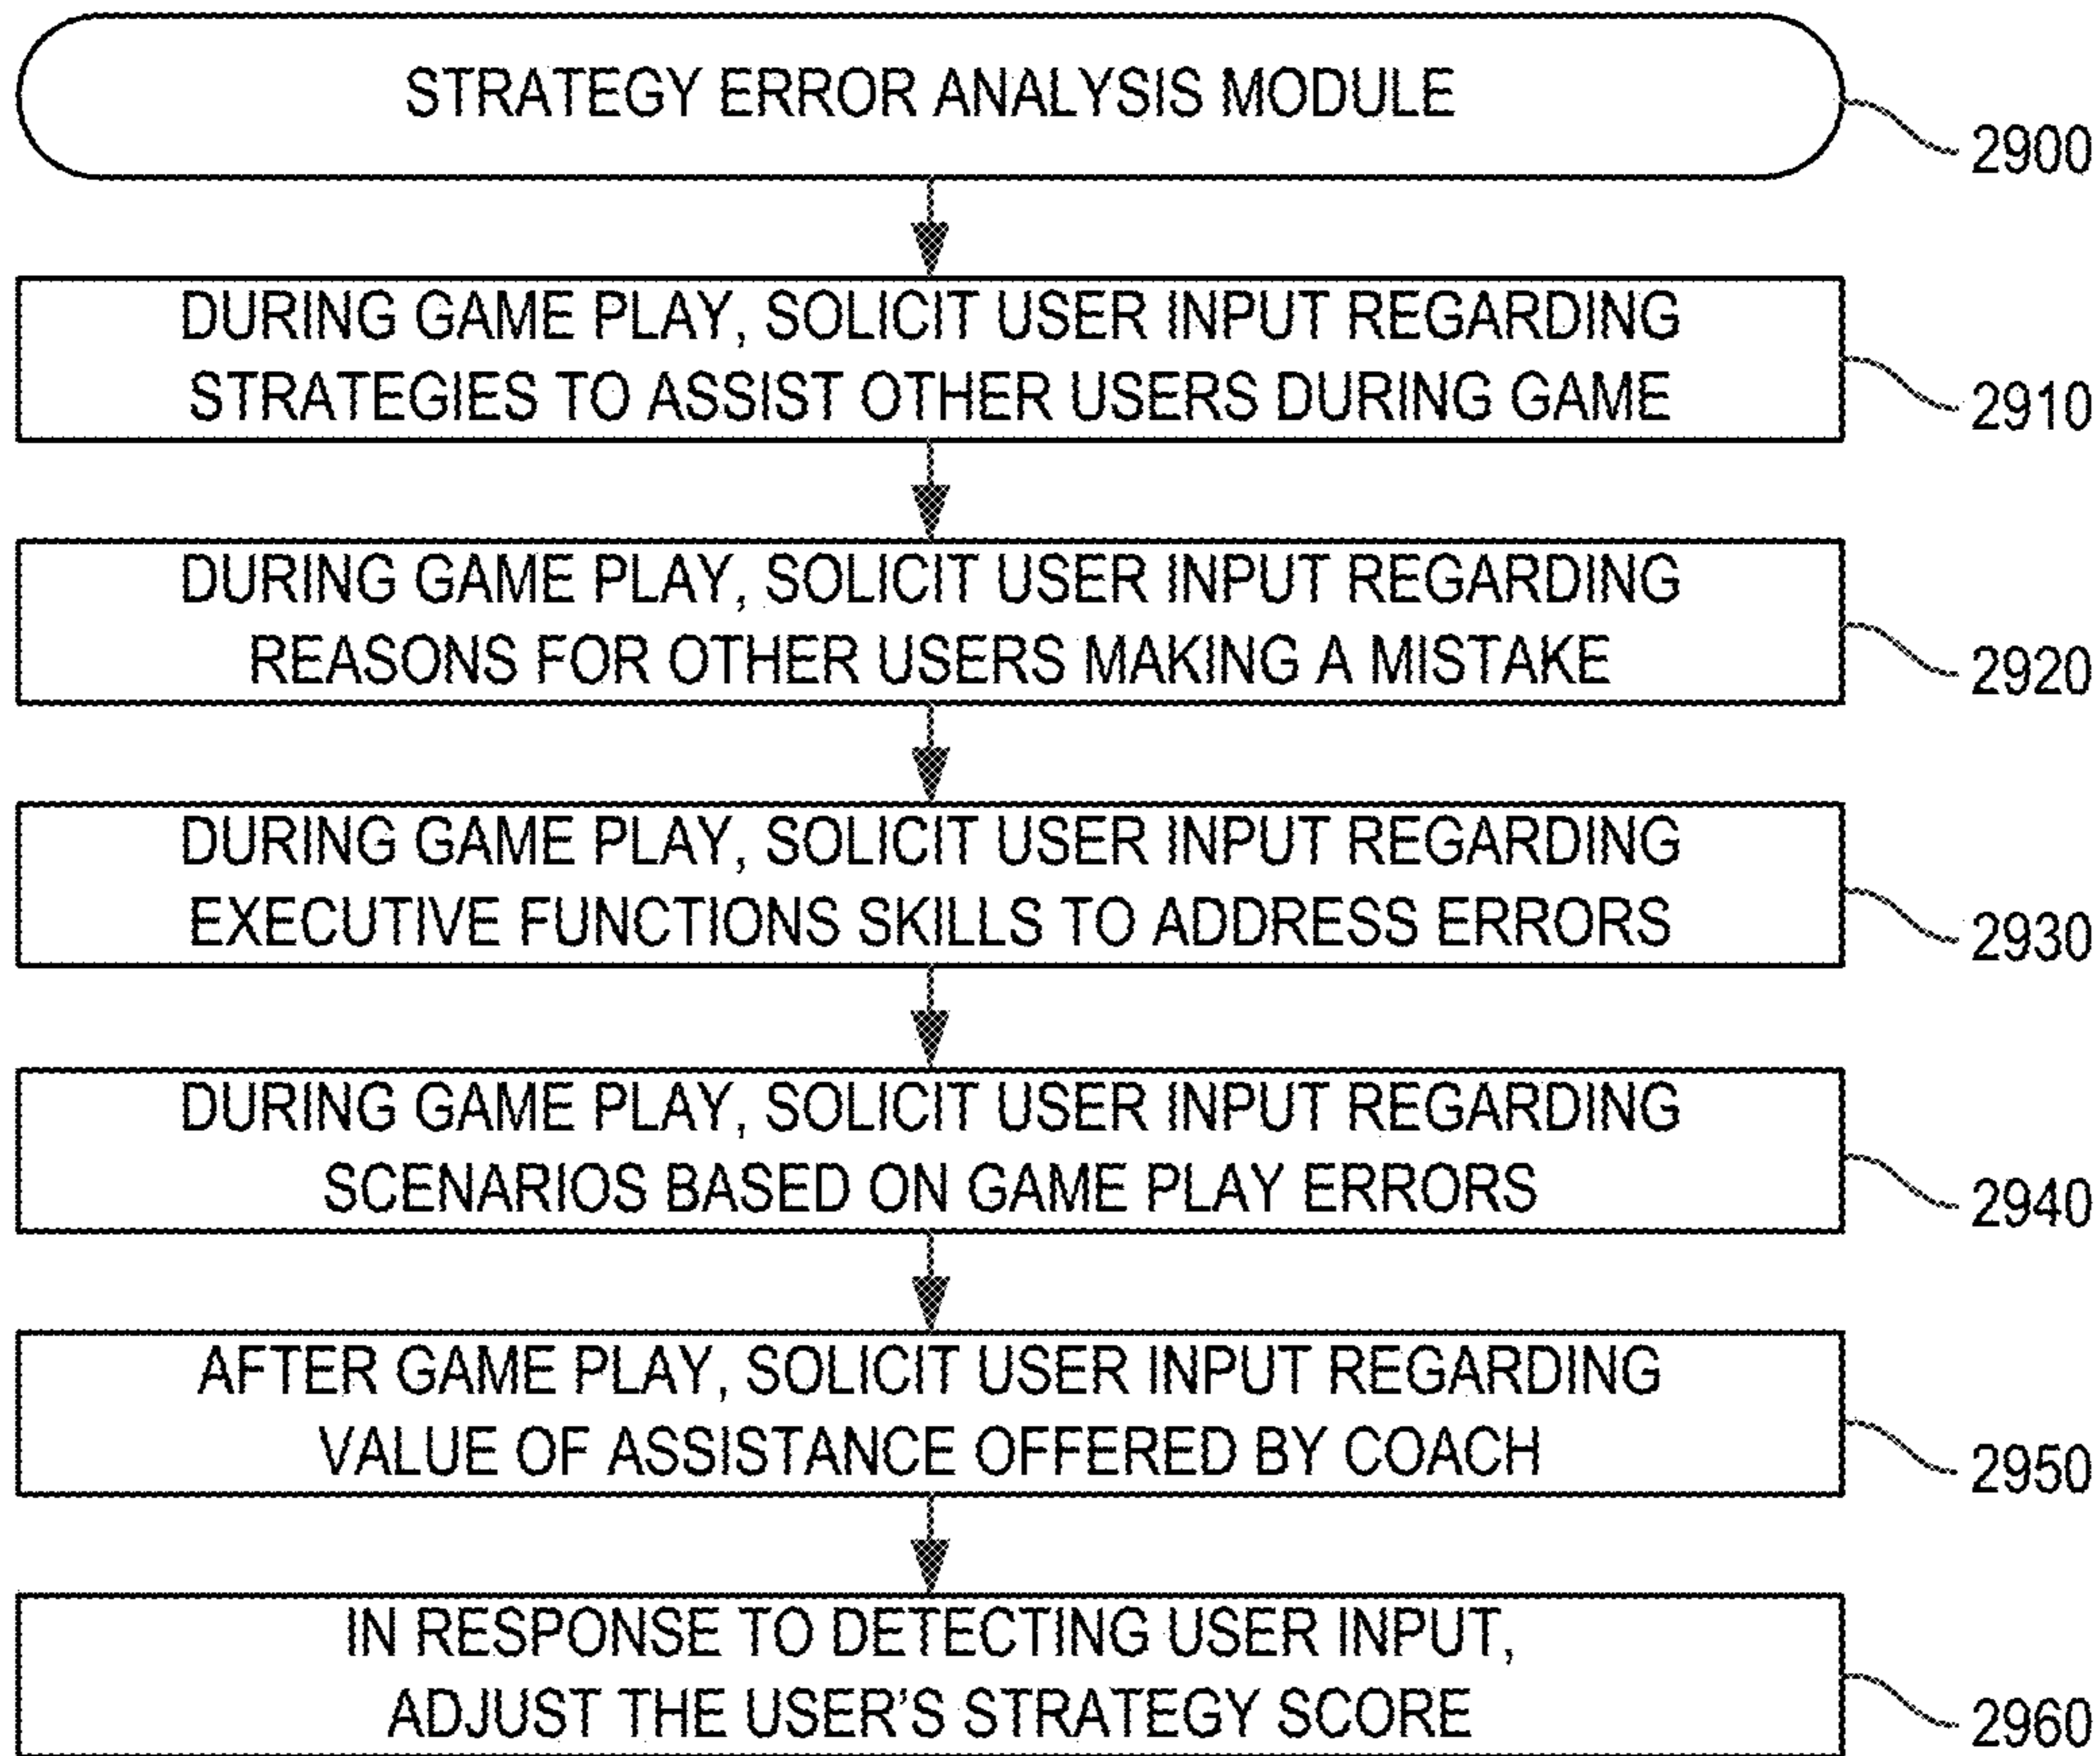 STRATEGY ERROR ANALYSIS MODULE
2900
DURING GAME PLAY, SOLICIT USER INPUT REGARDING
STRATEGIES TO ASSIST OTHER USERS DURING GAME
2910
DURING GAME PLAY, SOLICIT USER INPUT REGARDING
REASONS FOR OTHER USERS MAKING A MISTAKE
2920
DURING GAME PLAY, SOLICIT USER INPUT REGARDING
EXECUTIVE FUNCTIONS SKILLS TO ADDRESS ERRORS
2930
DURING GAME PLAY, SOLICIT USER INPUT REGARDING
SCENARIOS BASED ON GAME PLAY ERRORS
2940
AFTER GAME PLAY, SOLICIT USER INPUT REGARDING
VALUE OF ASSISTANCE OFFERED BY COACH
2950
IN RESPONSE TO DETECTING USER INPUT,
ADJUST THE USER'S STRATEGY SCORE
2960